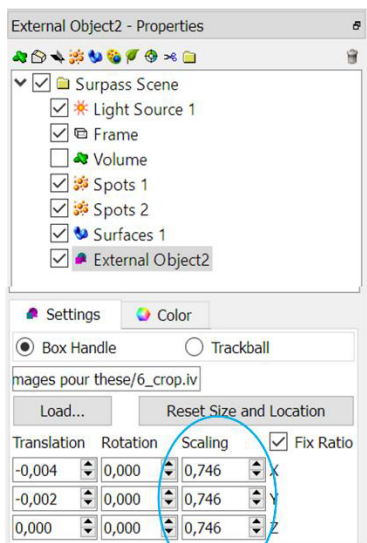 External Object2 - Properties
Surpass Scene
Light Source 1
Frame
Volume
Spots 1
Spots 2
Surfaces 1
External Object2
Settings Color
Box Handle Trackball
mages pour these/6_crop.iv
Load... Reset Size and Location
Translation Rotation Scaling Fix Ratio
-0,004 0,000 0,746 X
-0,002 0,000 0,746 Y
0,000 0,000 0,746 Z